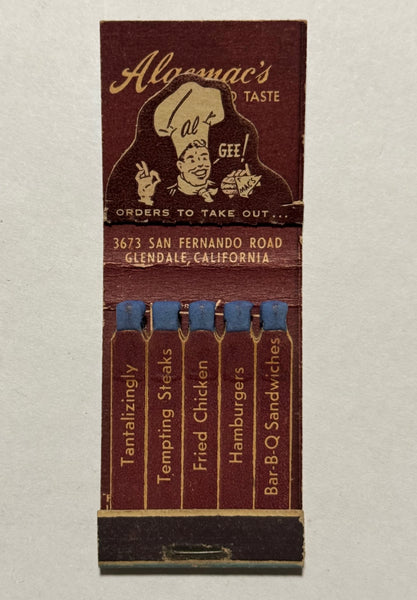 Algemac's
TASTE
al
GEE!
MAC'S
ORDERS TO TAKE OUT...
3673 SAN FERNANDO ROAD
GLENDALE, CALIFORNIA
Tantalizingly
Tempting Steaks
Fried Chicken
Hamburgers
Bar-B-Q Sandwiches